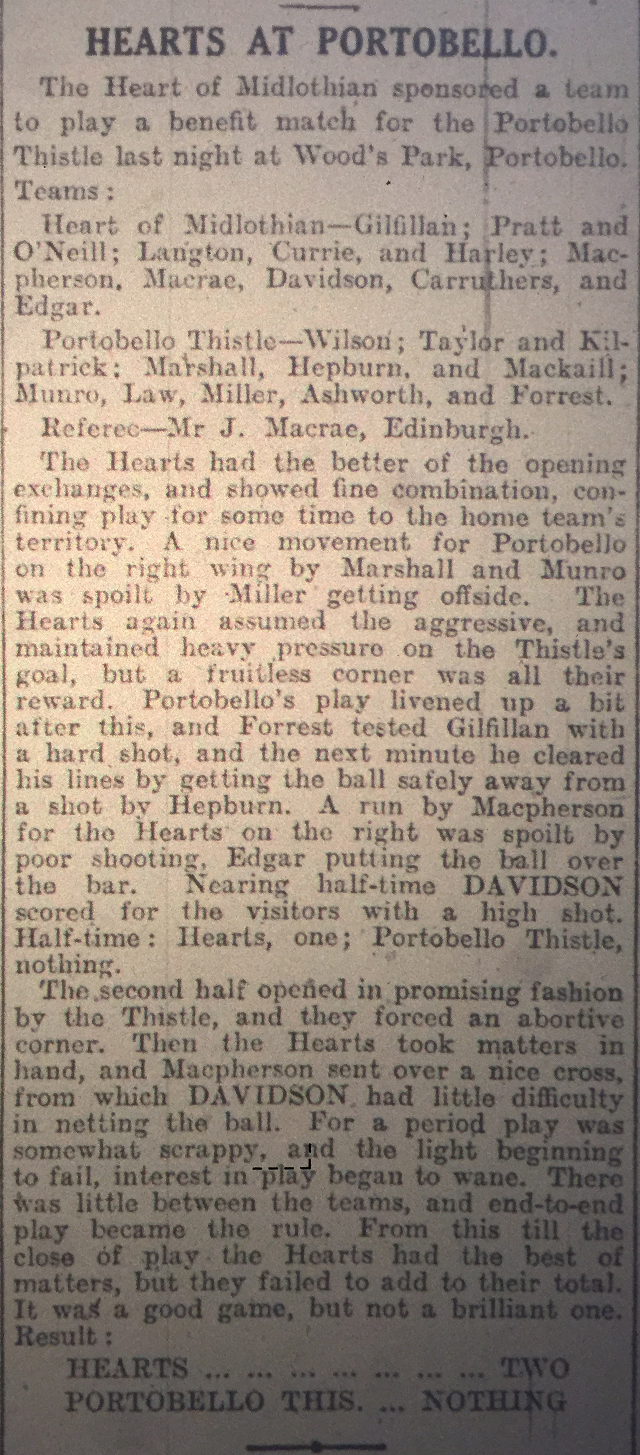 HEARTS AT PORTOBELLO.
The Heart of Midlothian sponsored a team
to play a benefit match for the Portobello
Thistle last night at Wood's Park, Portobello.
Teams:
Heart of Midlothian—Gilfillan; Pratt and
O'Neill; Langton, Currie, and Harley; Mac-
pherson, Macrae, Davidson, Carruthers, and
Edgar.
Portobello Thistle—Wilson; Taylor and Kil-
patrick; Marshall, Hepburn, and Mackaill;
Munro, Law, Miller, Ashworth, and Forrest.
Referee—Mr J. Macrae, Edinburgh.
The Hearts had the better of the opening
exchanges, and showed fine combination, con-
fining play for some time to the home team's
territory. A nice movement for Portobello
on the right wing by Marshall and Munro
was spoilt by Miller getting offside. The
Hearts again assumed the aggressive, and
maintained heavy pressure on the Thistle's
goal, but a fruitless corner was all their
reward. Portobello's play livened up a bit
after this, and Forrest tested Gilfillan with
a hard shot, and the next minute he cleared
his lines by getting the ball safely away from
a shot by Hepburn. A run by Macpherson
for the Hearts on the right was spoilt by
poor shooting, Edgar putting the ball over
the bar. Nearing half-time DAVIDSON
scored for the visitors with a high shot.
Half-time: Hearts, one; Portobello Thistle,
nothing.
The second half opened in promising fashion
by the Thistle, and they forced an abortive
corner. Then the Hearts took matters in
hand, and Macpherson sent over a nice cross,
from which DAVIDSON had little difficulty
in netting the ball. For a period play was
somewhat scrappy, and the light beginning
to fail, interest in play began to wane. There
was little between the teams, and end-to-end
play became the rule. From this till the
close of play the Hearts had the best of
matters, but they failed to add to their total.
It was a good game, but not a brilliant one.
Result:
HEARTS ... ... ... ... ... ... ... TWO
PORTOBELLO THIS. ... NOTHING